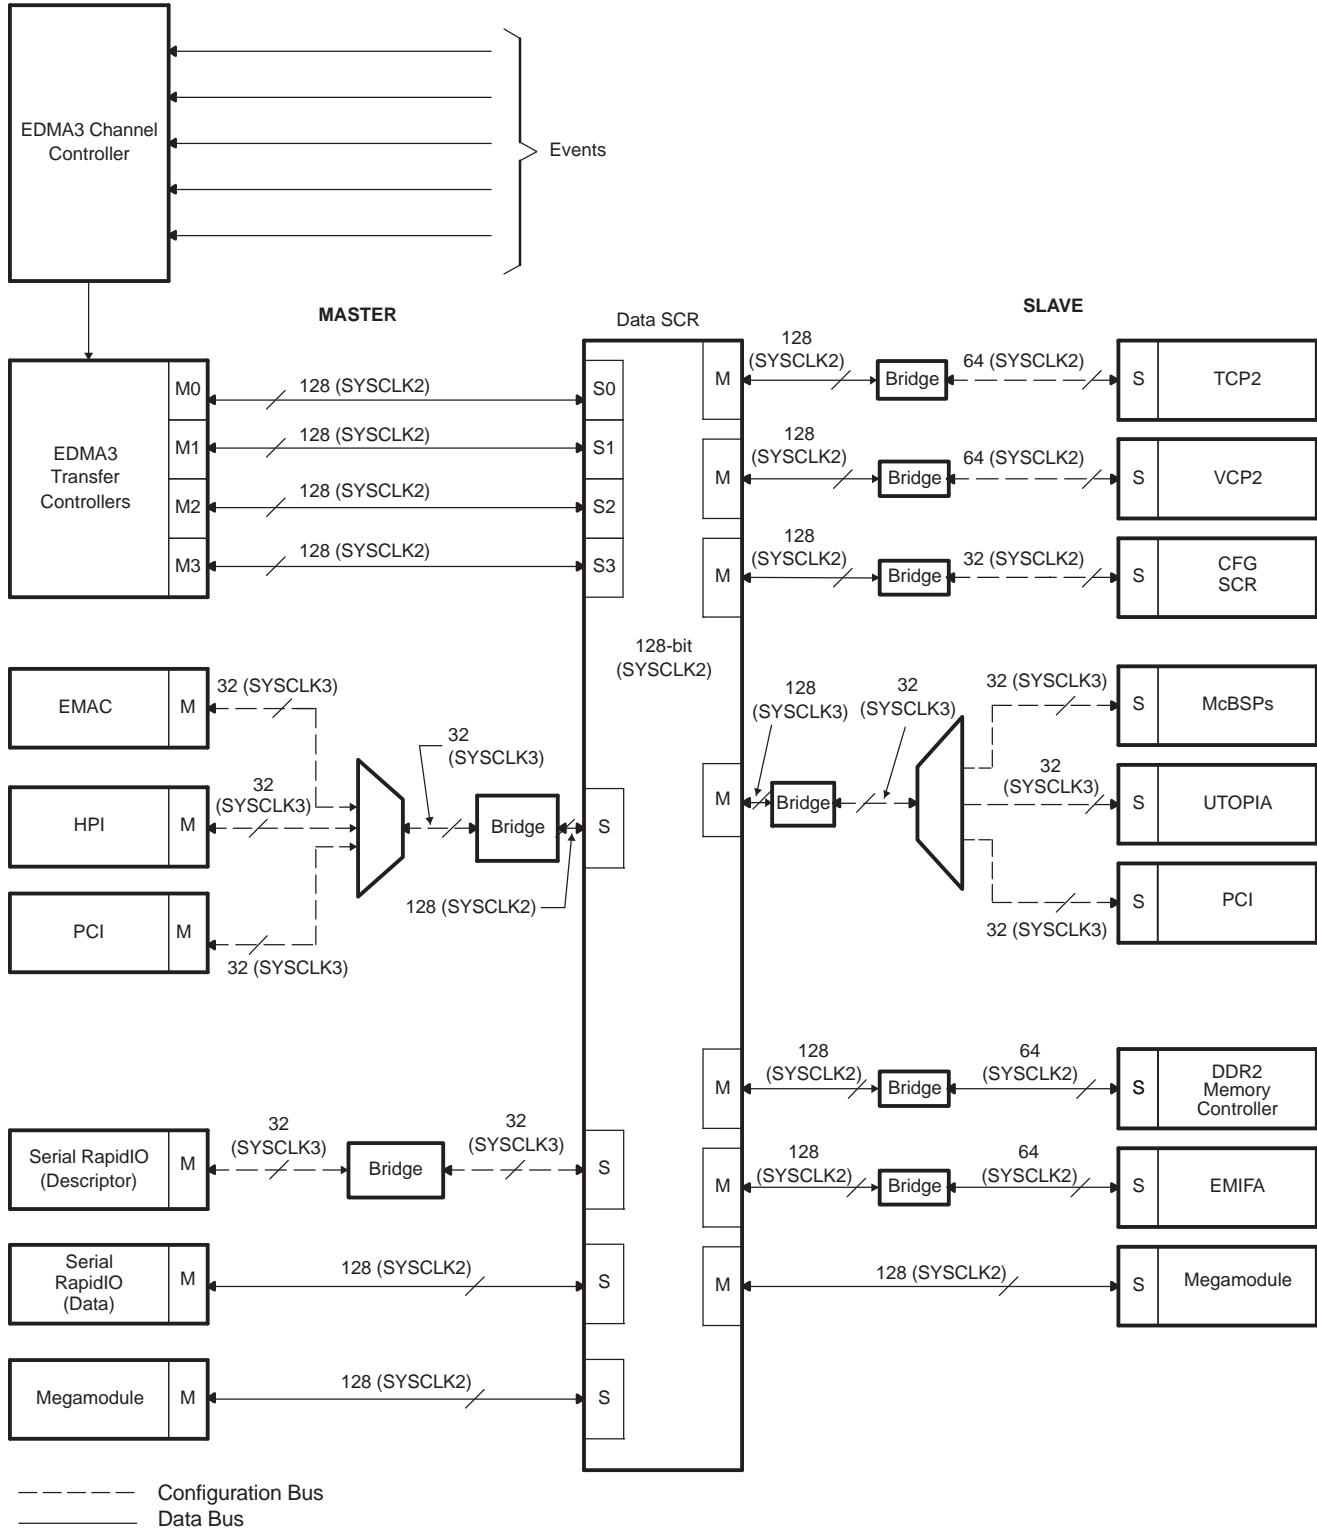 EDMA3 Channel
Controller
Events
MASTER
SLAVE
Data SCR
EDMA3
Transfer
Controllers
M0
128 (SYSCLK2)
S0
M1
128 (SYSCLK2)
S1
M2
128 (SYSCLK2)
S2
M3
128 (SYSCLK2)
S3
M
128
(SYSCLK2)
Bridge
64 (SYSCLK2)
S
TCP2
M
128
(SYSCLK2)
Bridge
64 (SYSCLK2)
S
VCP2
M
128
(SYSCLK2)
Bridge
32 (SYSCLK2)
S
CFG
SCR
128-bit
(SYSCLK2)
EMAC
M
32 (SYSCLK3)
HPI
M
32
(SYSCLK3)
PCI
M
32 (SYSCLK3)
32
(SYSCLK3)
Bridge
128 (SYSCLK2)
S
M
128
(SYSCLK3)
Bridge
32
(SYSCLK3)
32 (SYSCLK3)
S
McBSPs
32
(SYSCLK3)
S
UTOPIA
32 (SYSCLK3)
S
PCI
M
128
(SYSCLK2)
Bridge
64
(SYSCLK2)
S
DDR2
Memory
Controller
Serial RapidIO
(Descriptor)
M
32
(SYSCLK3)
Bridge
32
(SYSCLK3)
S
M
128
(SYSCLK2)
Bridge
64
(SYSCLK2)
S
EMIFA
Serial
RapidIO
(Data)
M
128 (SYSCLK2)
S
M
128 (SYSCLK2)
S
Megamodule
Megamodule
M
128 (SYSCLK2)
S
Configuration Bus
Data Bus